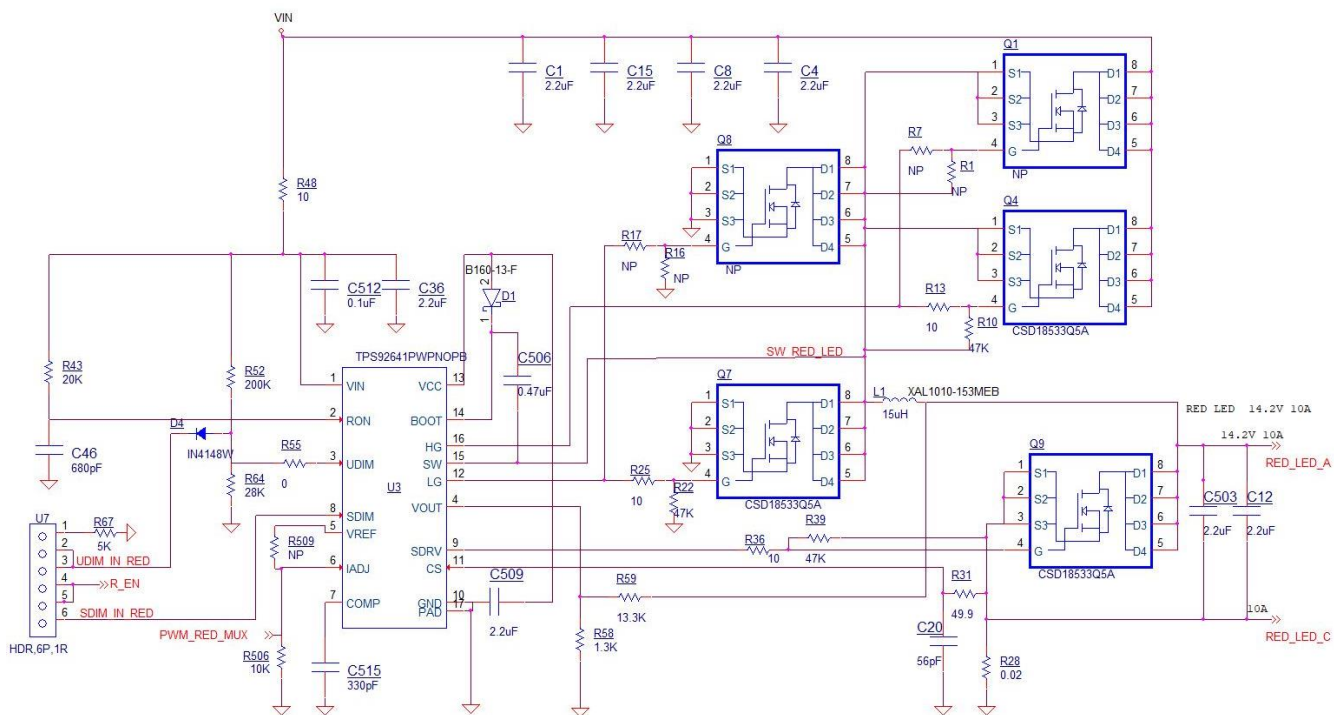 VIN
C1
2.2uF
C15
2.2uF
C8
2.2uF
C4
2.2uF
Q1
1 S1 D1 8
2 S2 D2 7
3 S3 D3 6
4 G D4 5
NP
R7
NP
R1
NP
Q8
1 S1 D1 8
2 S2 D2 7
3 S3 D3 6
4 G D4 5
NP
R17
NP
R16
NP
Q4
1 S1 D1 8
2 S2 D2 7
3 S3 D3 6
4 G D4 5
CSD18533Q5A
R13
10
R10
47K
R48
10
C512
0.1uF
C36
2.2uF
B160-13-F
2
1
D1
C506
0.47uF
SW_RED_LED
R43
20K
R52
200K
C46
680pF
D4
IN4148W
R55
0
R64
28K
TPS92641PWPNOPB
U3
1 VIN VCC 13
2 RON BOOT 14
HG 16
SW 15
3 UDIM LG 12
VOUT 4
8 SDIM
5 VREF
SDRV 9
6 IADJ CS 11
7 COMP GND 10
PAD 17
Q7
1 S1 D1 8
2 S2 D2 7
3 S3 D3 6
4 G D4 5
CSD18533Q5A
R25
10
R22
47K
L1
15uH
XAL1010-153MEB
RED LED 14.2V 10A
14.2V 10A
RED_LED_A
Q9
1 S1 D1 8
2 S2 D2 7
3 S3 D3 6
4 G D4 5
CSD18533Q5A
C503
2.2uF
C12
2.2uF
R39
47K
R36
10
R31
49.9
10A
RED_LED_C
C20
56pF
R28
0.02
R59
13.3K
R58
1.3K
C509
2.2uF
U7
1
2
3
4
5
6
HDR,6P,1R
R67
5K
UDIM_IN_RED
R_EN
SDIM_IN_RED
R509
NP
PWM_RED_MUX
R506
10K
C515
330pF